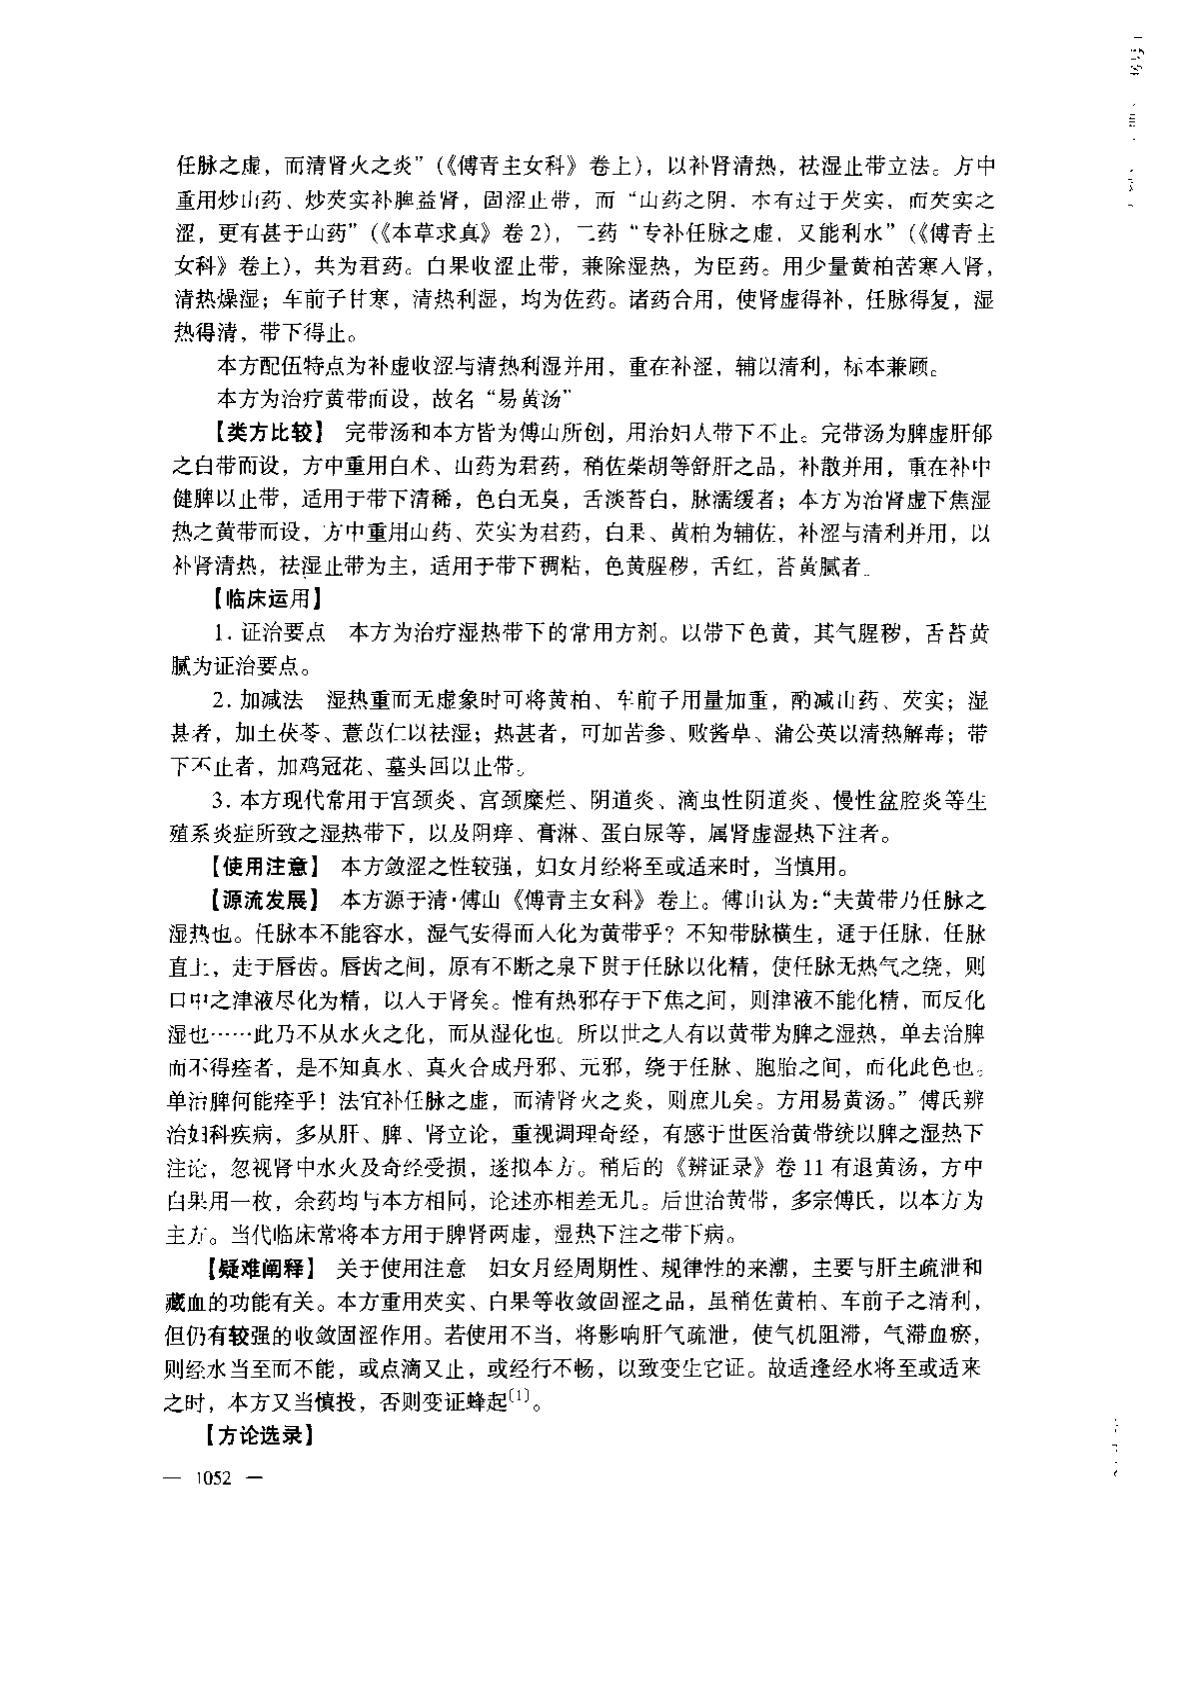 任脉之虚，而清肾火之炎”（《傅青主女科》卷上），以补肾清热，祛湿止带立法。方中
重用炒山药、炒芡实补脾益肾，固涩止带，而“山药之阴，本有过于芡实，而芡实之
涩，更有甚于山药”（《本草求真》卷2），二药“专补任脉之虚，又能利水”（《傅青主
女科》卷上），共为君药。白果收涩止带，兼除湿热，为臣药。用少量黄柏苦寒入肾，
清热燥湿；车前子甘寒，清热利湿，均为佐药。诸药合用，使肾虚得补，任脉得复，湿
热得清，带下得止。
本方配伍特点为补虚收涩与清热利湿并用，重在补涩，辅以清利，标本兼顾。
本方为治疗黄带而设，故名“易黄汤”
【类方比较】 完带汤和本方皆为傅山所创，用治妇人带下不止。完带汤为脾虚肝郁
之白带而设，方中重用白术、山药为君药，稍佐柴胡等舒肝之品，补散并用，重在补中
健脾以止带，适用于带下清稀，色白无臭，舌淡苔白，脉濡缓者；本方为治肾虚下焦湿
热之黄带而设，方中重用山药、芡实为君药，白果、黄柏为辅佐，补涩与清利并用，以
补肾清热，祛湿止带为主，适用于带下稠粘，色黄腥秽，舌红，苔黄腻者。
【临床运用】
1. 证治要点 本方为治疗湿热带下的常用方剂。以带下色黄，其气腥秽，舌苔黄
腻为证治要点。
2. 加减法 湿热重而无虚象时可将黄柏、车前子用量加重，酌减山药、芡实；湿
甚者，加土茯苓、薏苡仁以祛湿；热甚者，可加苦参、败酱草、蒲公英以清热解毒；带
下不止者，加鸡冠花、墓头回以止带。
3. 本方现代常用于宫颈炎、宫颈糜烂、阴道炎、滴虫性阴道炎、慢性盆腔炎等生
殖系炎症所致之湿热带下，以及阴痒、膏淋、蛋白尿等，属肾虚湿热下注者。
【使用注意】 本方敛涩之性较强，妇女月经将至或适来时，当慎用。
【源流发展】 本方源于清·傅山《傅青主女科》卷上。傅山认为：“夫黄带乃任脉之
湿热也。任脉本不能容水，湿气安得而入化为黄带乎？不知带脉横生，通于任脉，任脉
直上，走于唇齿。唇齿之间，原有不断之泉下贯于任脉以化精，使任脉无热气之绕，则
口中之津液尽化为精，以入于肾矣。惟有热邪存于下焦之间，则津液不能化精，而反化
湿也……此乃不从水火之化，而从湿化也。所以世之人有以黄带为脾之湿热，单去治脾
而不得痊者，是不知真水、真火合成丹邪、元邪，绕于任脉、胞胎之间，而化此色也。
单治脾何能痊乎！法宜补任脉之虚，而清肾火之炎，则庶几矣。方用易黄汤。”傅氏辨
治妇科疾病，多从肝、脾、肾立论，重视调理奇经，有感于世医治黄带统以脾之湿热下
注论，忽视肾中水火及奇经受损，遂拟本方。稍后的《辨证录》卷11有退黄汤，方中
白果用一枚，余药均与本方相同，论述亦相差无几。后世治黄带，多宗傅氏，以本方为
主方。当代临床常将本方用于脾肾两虚，湿热下注之带下病。
【疑难阐释】 关于使用注意 妇女月经周期性、规律性的来潮，主要与肝主疏泄和
藏血的功能有关。本方重用芡实、白果等收敛固涩之品，虽稍佐黄柏、车前子之清利，
但仍有较强的收敛固涩作用。若使用不当，将影响肝气疏泄，使气机阻滞，气滞血瘀，
则经水当至而不能，或点滴又止，或经行不畅，以致变生它证。故适逢经水将至或适来
之时，本方又当慎投，否则变证蜂起〔1〕。
【方论选录】
— 1052 —